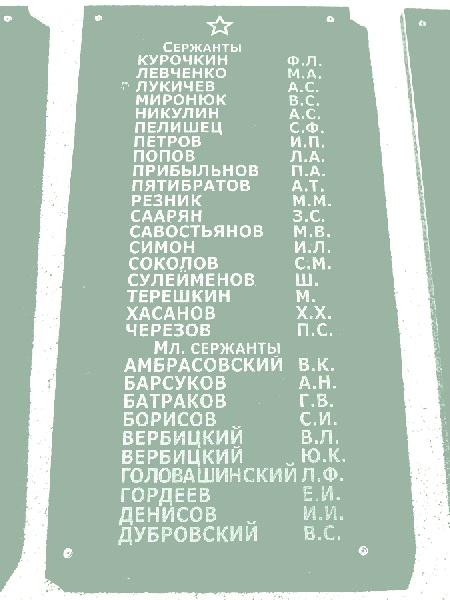 Сержанты
КУРОЧКИН Ф.Л.
ЛЕВЧЕНКО М.А.
ЛУКИЧЕВ А.С.
МИРОНЮК В.С.
НИКУЛИН А.С.
ПЕЛИШЕЦ С.Ф.
ПЕТРОВ И.П.
ПОПОВ Л.А.
ПРИБЫЛЬНОВ П.А.
ПЯТИБРАТОВ А.Т.
РЕЗНИК М.М.
СААРЯН З.С.
САВОСТЬЯНОВ М.В.
СИМОН И.Л.
СОКОЛОВ С.М.
СУЛЕЙМЕНОВ Ш.
ТЕРЕШКИН М.
ХАСАНОВ Х.Х.
ЧЕРЕЗОВ П.С.
Мл. сержанты
АМБРАСОВСКИЙ В.К.
БАРСУКОВ А.Н.
БАТРАКОВ Г.В.
БОРИСОВ С.И.
ВЕРБИЦКИЙ В.Л.
ВЕРБИЦКИЙ Ю.К.
ГОЛОВАШИНСКИЙ Л.Ф.
ГОРДЕЕВ Е.И.
ДЕНИСОВ И.И.
ДУБРОВСКИЙ В.С.